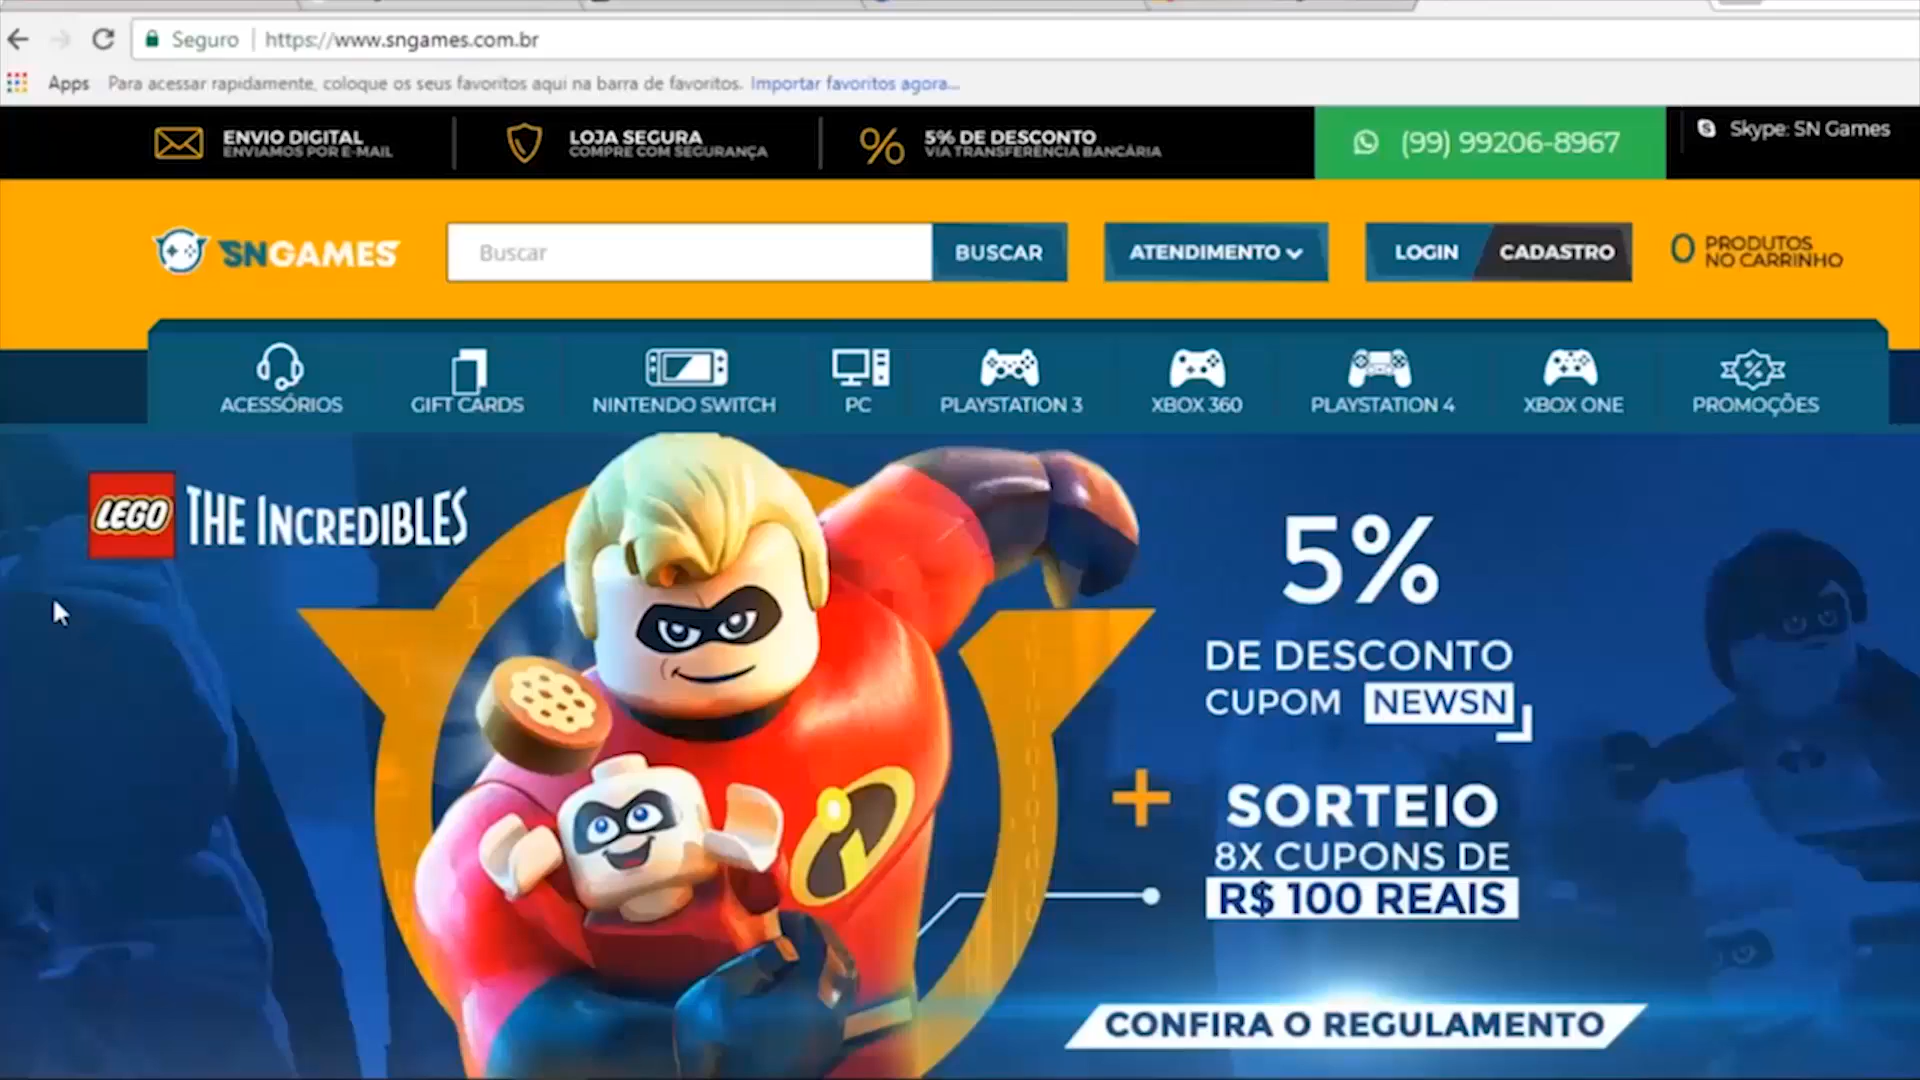 Seguro | https://www.sngames.com.br
Apps Para acessar rapidamente, coloque os seus favoritos aqui na barra de favoritos. Importar favoritos agora...
ENVIO DIGITAL
ENVIAMOS POR E-MAIL
LOJA SEGURA
COMPRE COM SEGURANÇA
5% DE DESCONTO
VIA TRANSFERÊNCIA BANCÁRIA
(99) 99206-8967
Skype: SN Games
SNGAMES
Buscar
BUSCAR
ATENDIMENTO
LOGIN
CADASTRO
0 PRODUTOS
NO CARRINHO
ACESSÓRIOS
GIFT CARDS
NINTENDO SWITCH
PC
PLAYSTATION 3
XBOX 360
PLAYSTATION 4
XBOX ONE
PROMOÇÕES
LEGO THE INCREDIBLES
5%
DE DESCONTO
CUPOM NEWSN
+ SORTEIO
8X CUPONS DE
R$ 100 REAIS
CONFIRA O REGULAMENTO